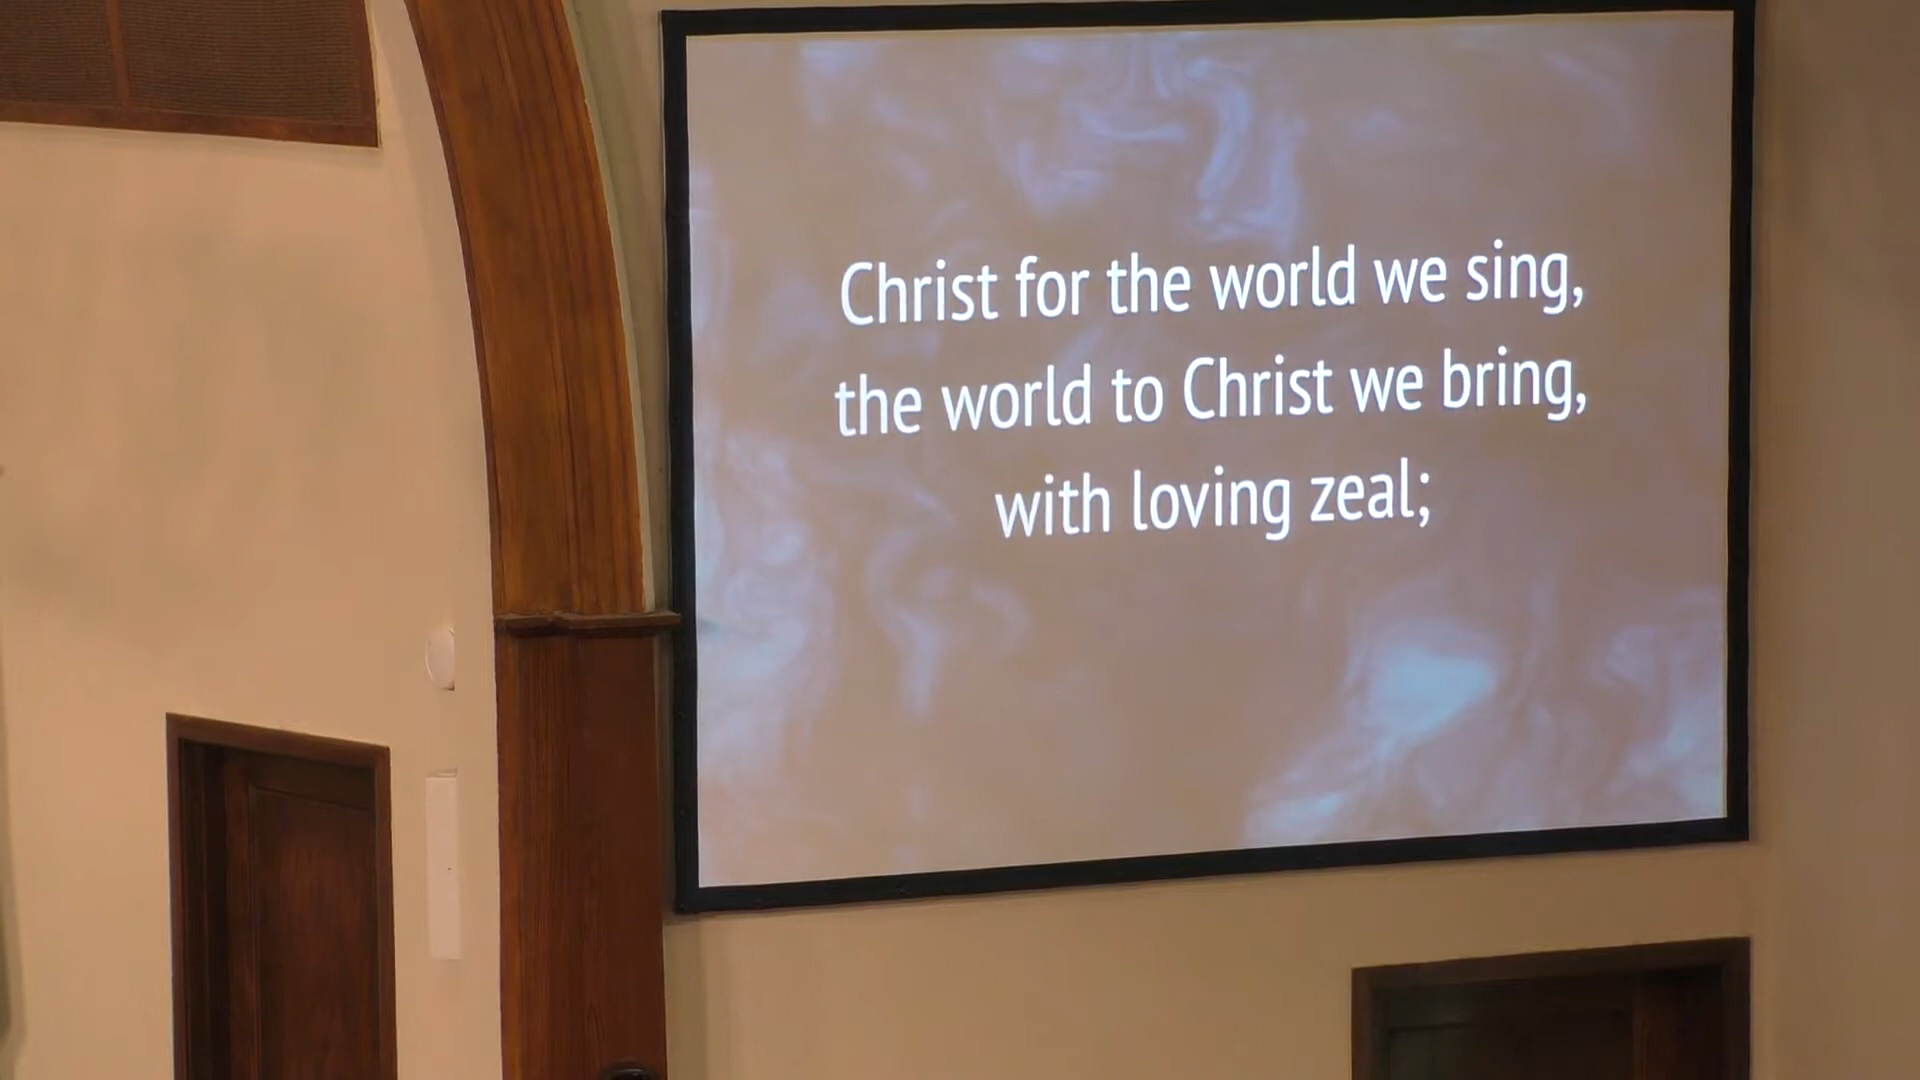 Christ for the world we sing,
the world to Christ we bring,
with loving zeal;